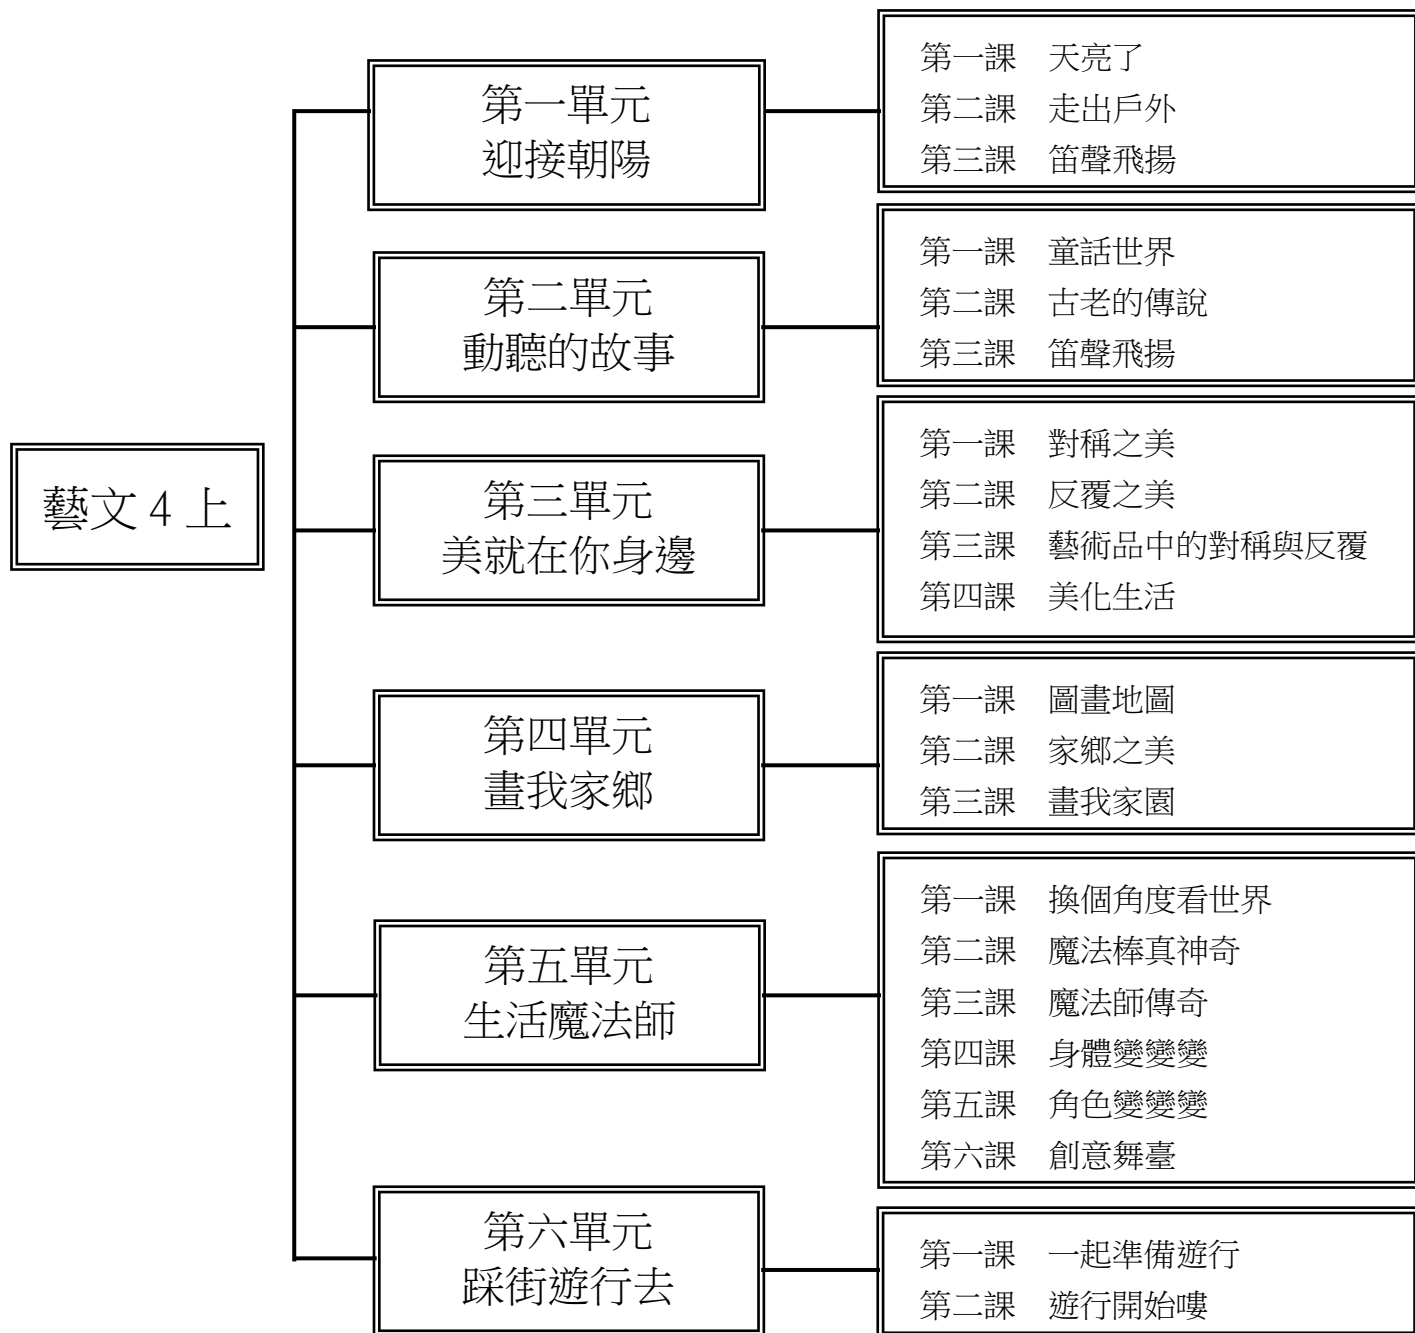 藝文 4 上
第一單元
迎接朝陽
第一課 天亮了
第二課 走出戶外
第三課 笛聲飛揚
第二單元
動聽的故事
第一課 童話世界
第二課 古老的傳說
第三課 笛聲飛揚
第三單元
美就在你身邊
第一課 對稱之美
第二課 反覆之美
第三課 藝術品中的對稱與反覆
第四課 美化生活
第四單元
畫我家鄉
第一課 圖畫地圖
第二課 家鄉之美
第三課 畫我家園
第五單元
生活魔法師
第一課 換個角度看世界
第二課 魔法棒真神奇
第三課 魔法師傳奇
第四課 身體變變變
第五課 角色變變變
第六課 創意舞臺
第六單元
踩街遊行去
第一課 一起準備遊行
第二課 遊行開始嘍